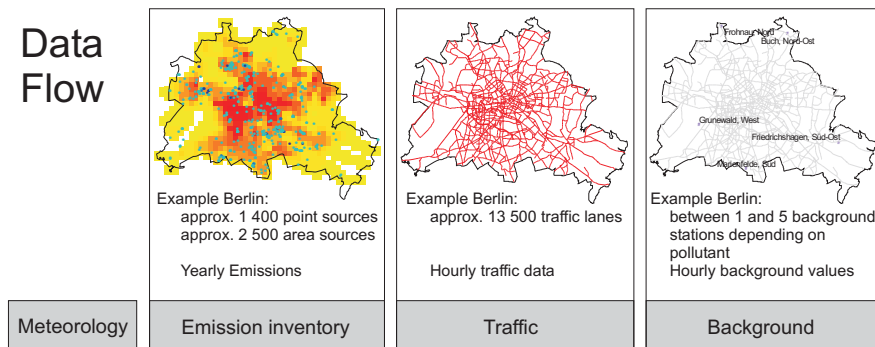 Data
Flow
Example Berlin:
approx. 1 400 point sources
approx. 2 500 area sources
Yearly Emissions
Example Berlin:
approx. 13 500 traffic lanes
Hourly traffic data
Frohnau, Nord
Buch, Nord-Ost
Grunewald, West
Friedrichshagen, Süd-Ost
Marienfelde, Süd
Example Berlin:
between 1 and 5 background
stations depending on
pollutant
Hourly background values
Meteorology
Emission inventory
Traffic
Background